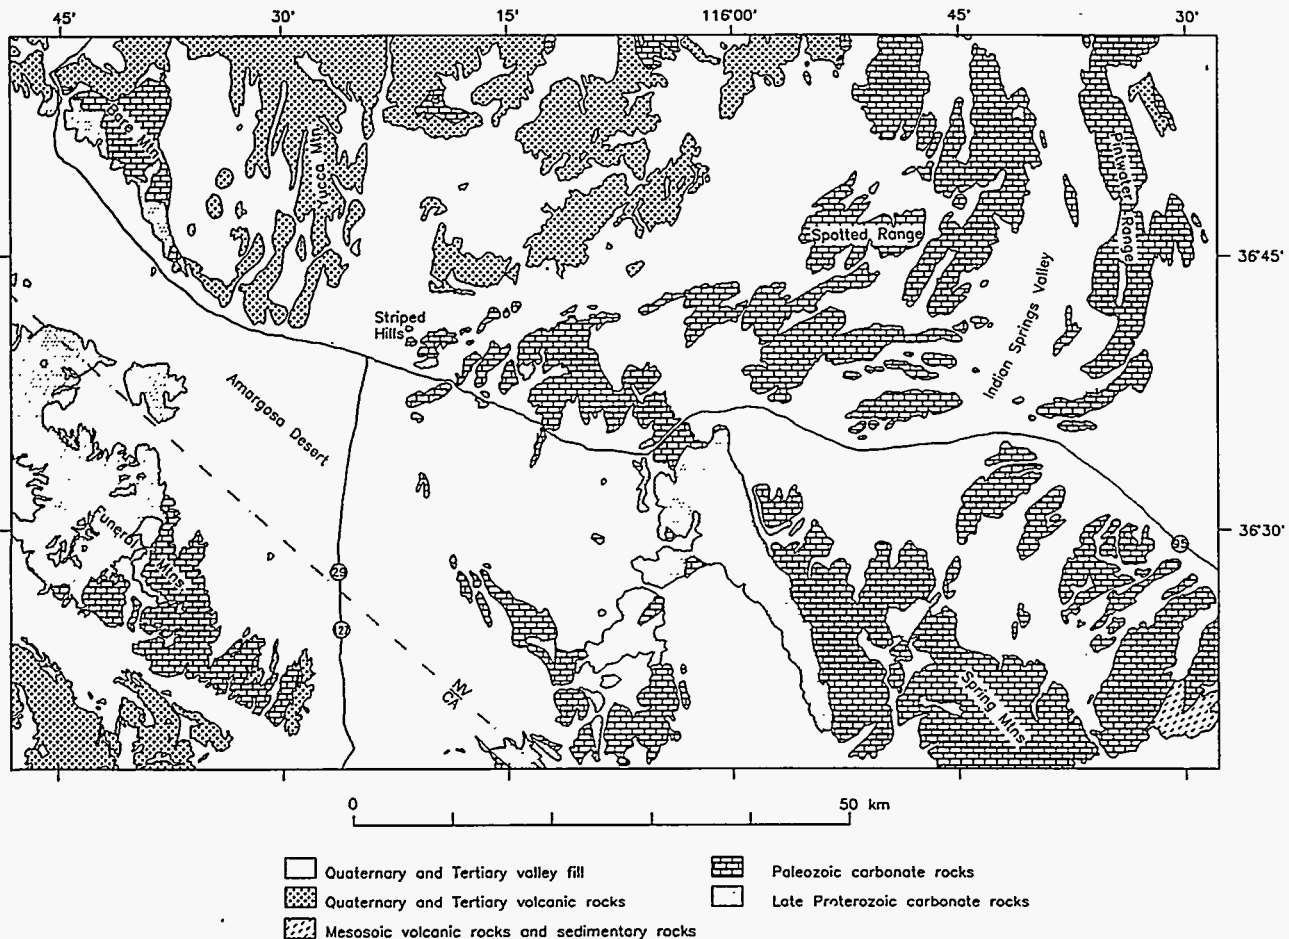 45'
30'
15'
116°00'
45'
30'
Bare Mtn
Yucca Mtn
Pintwater Range
Spotted Range
36°45'
Indian Springs Valley
Striped
Hills
Amargosa Desert
Funeral Mtns
36°30'
95
29
127
NV
CA
Spring Mtns
0
50 km
Quaternary and Tertiary valley fill
Paleozoic carbonate rocks
Quaternary and Tertiary volcanic rocks
Late Proterozoic carbonate rocks
Mesosoic volcanic rocks and sedimentary rocks